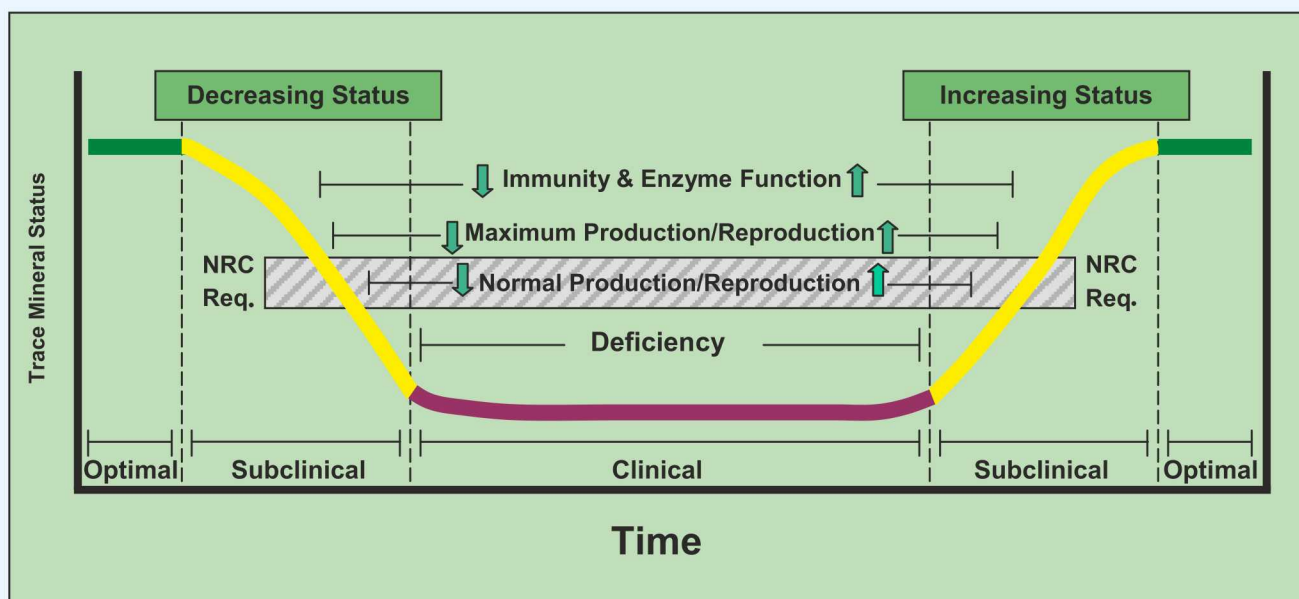 Decreasing Status
Increasing Status
Immunity & Enzyme Function
Maximum Production/Reproduction
NRC
Req.
Normal Production/Reproduction
NRC
Req.
Deficiency
Trace Mineral Status
Optimal
Subclinical
Clinical
Subclinical
Optimal
Time